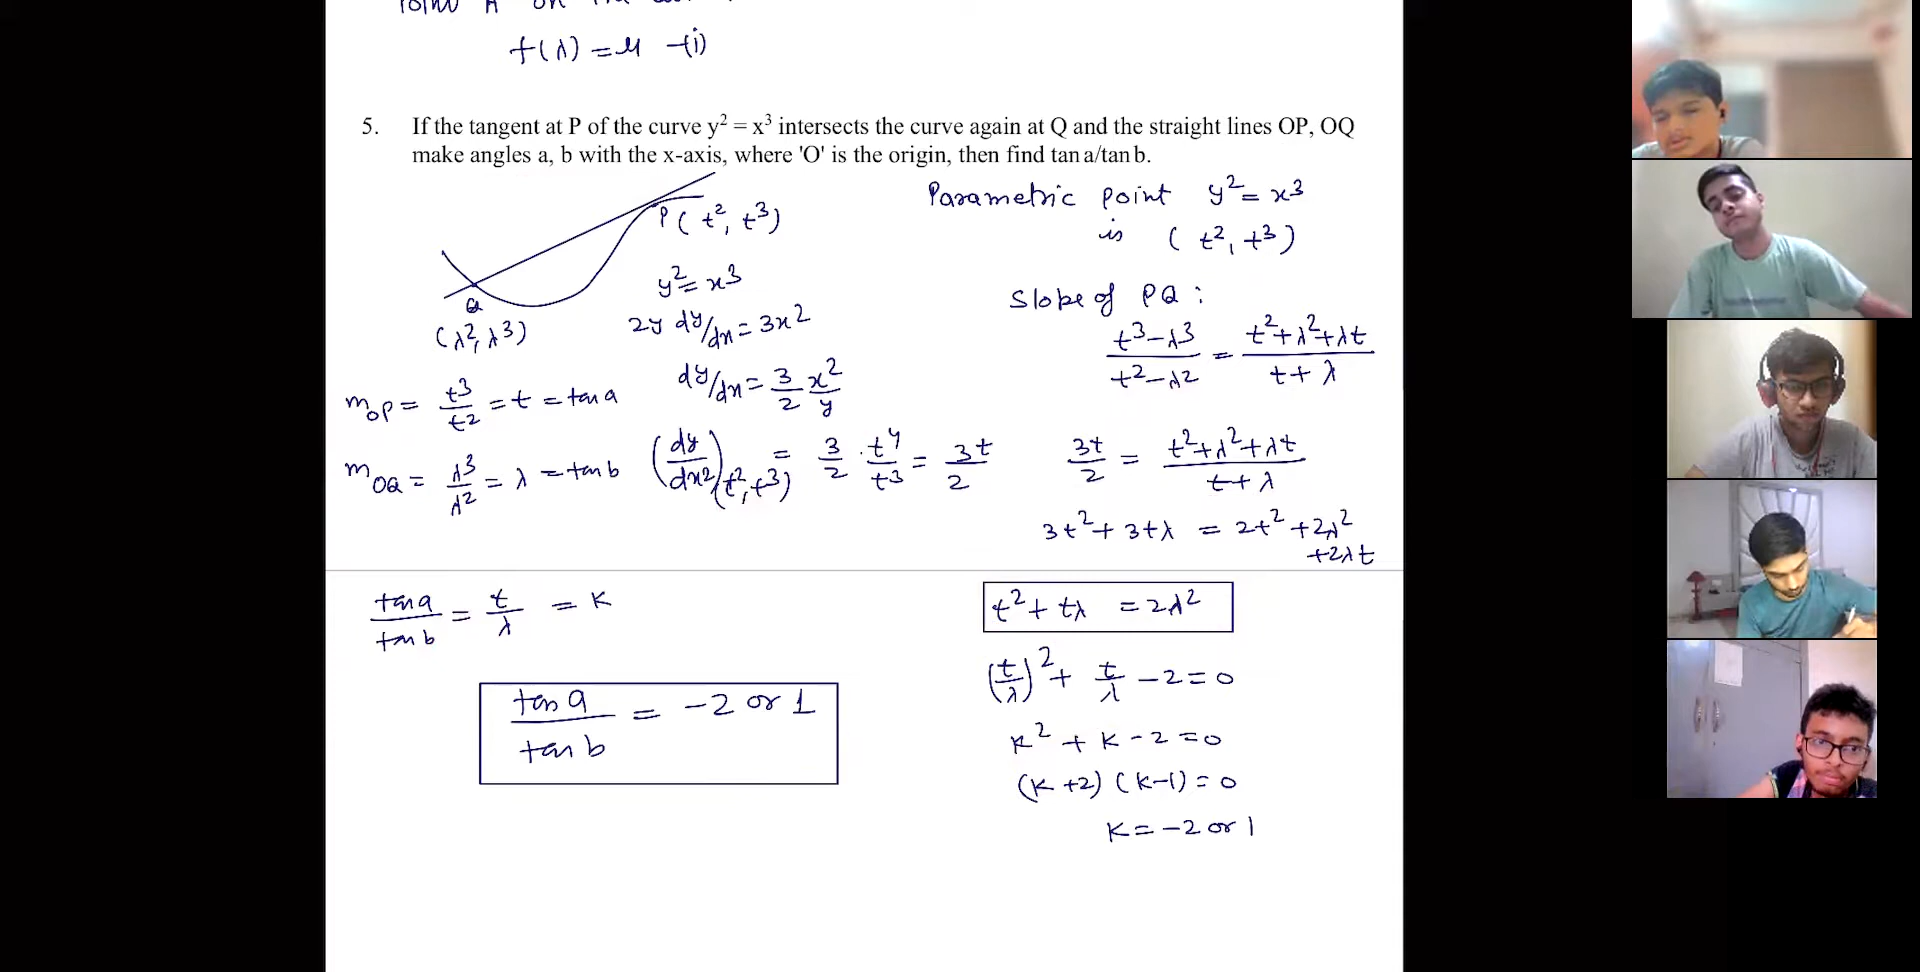 f(λ) = μ -(i)
5. If the tangent at P of the curve y² = x³ intersects the curve again at Q and the straight lines OP, OQ
make angles a, b with the x-axis, where 'O' is the origin, then find tan a/tan b.
P(t², t³)
Q
(λ², λ³)
y² = x³
2y dy/dx = 3x²
dy/dx = 3/2 x²/y
m_OP = t³/t² = t = tan a
m_OQ = λ³/λ² = λ = tan b
(dy/dx²)_(t², t³) = 3/2 · t⁴/t³ = 3t/2
Parametric point y² = x³
is (t², t³)
Slope of PQ :
(t³-λ³)/(t²-λ²) = (t²+λ²+λt)/(t+λ)
3t/2 = (t²+λ²+λt)/(t+λ)
3t² + 3tλ = 2t² + 2λ²
+2λt
t² + tλ = 2λ²
(t/λ)² + t/λ - 2 = 0
k² + k - 2 = 0
(k+2) (k-1) = 0
k = -2 or 1
tan a/tan b = t/λ = k
tan a/tan b = -2 or 1